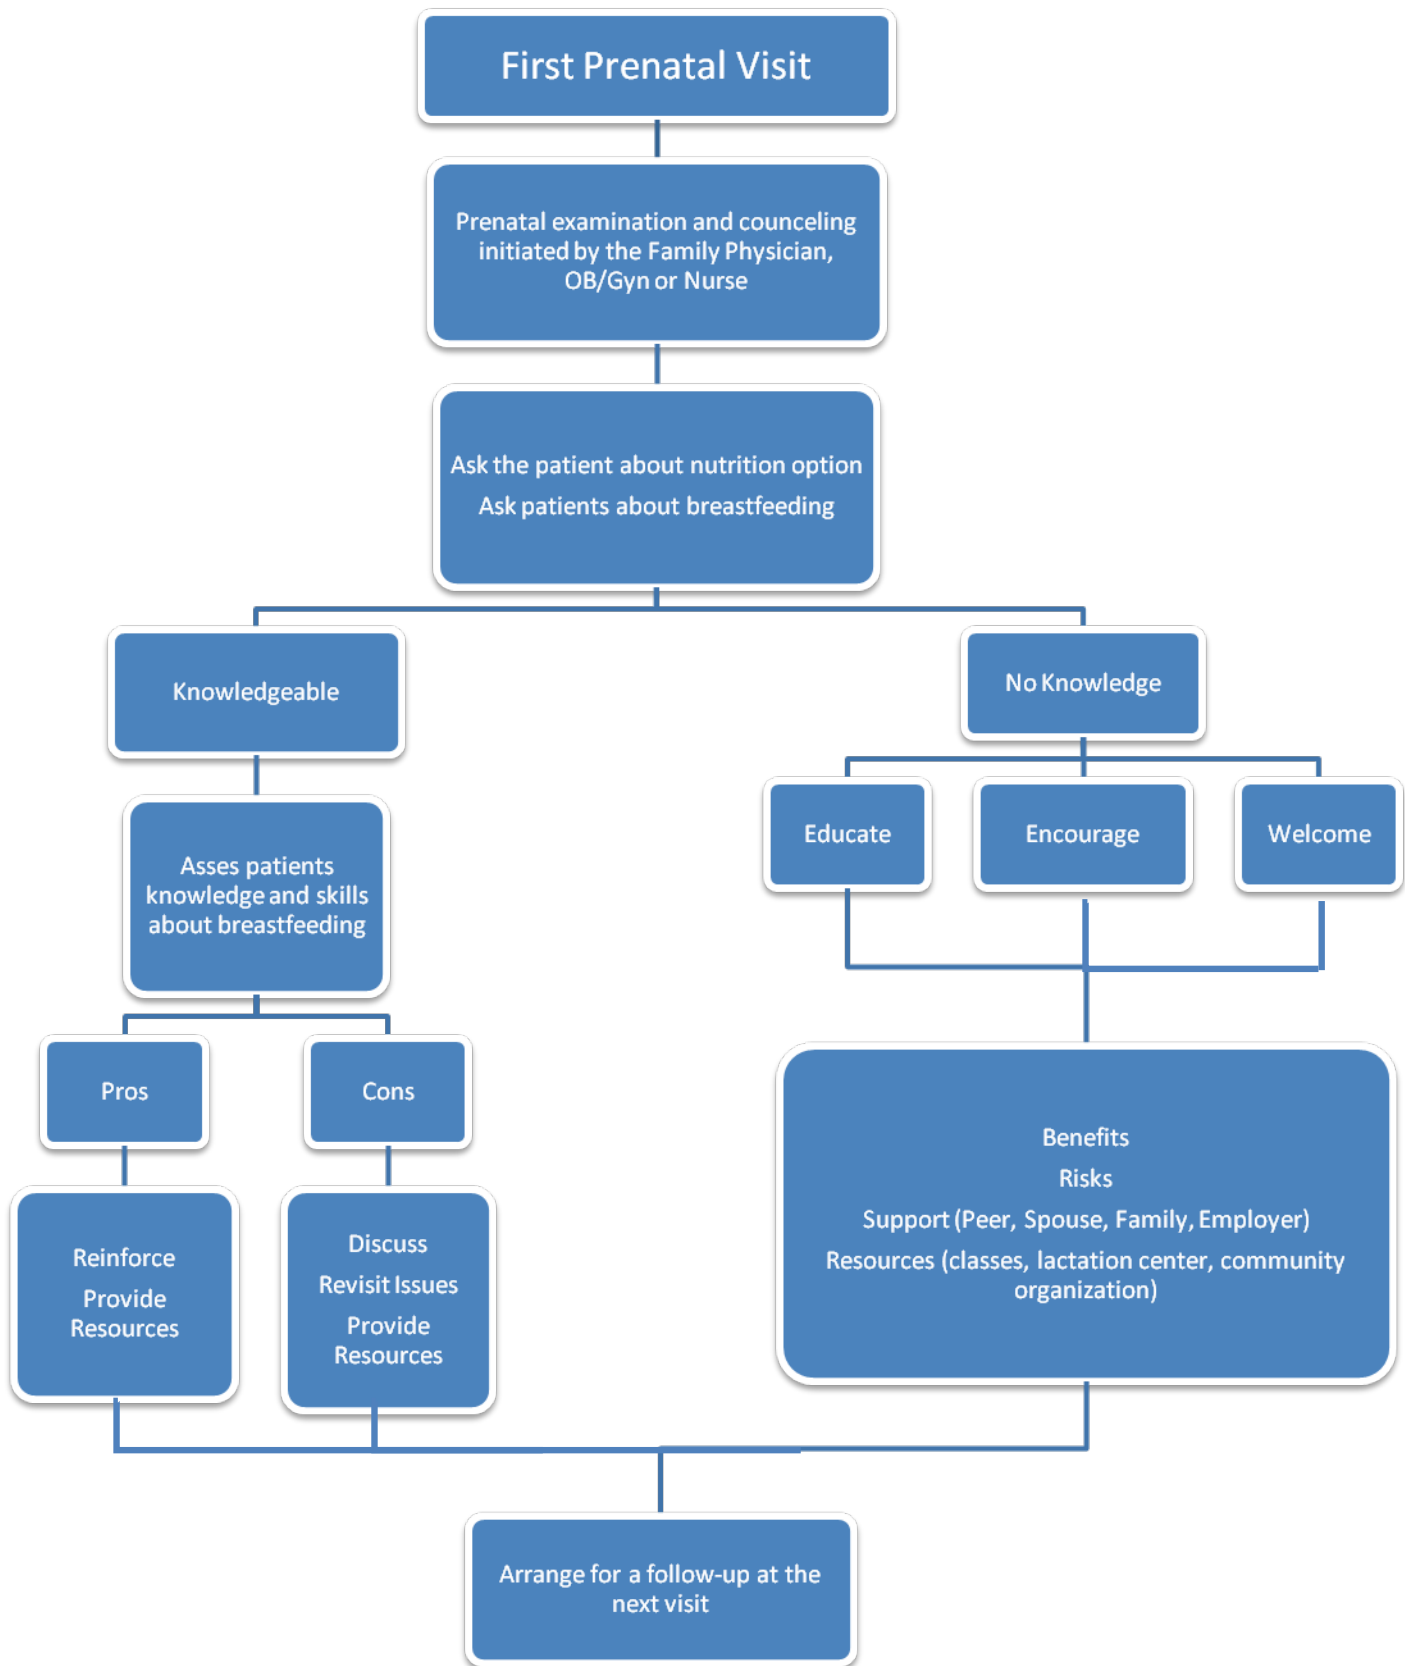 First Prenatal Visit
Prenatal examination and counceling
initiated by the Family Physician,
OB/Gyn or Nurse
Ask the patient about nutrition option
Ask patients about breastfeeding
Knowledgeable
No Knowledge
Asses patients
knowledge and skills
about breastfeeding
Educate
Encourage
Welcome
Pros
Cons
Reinforce
Provide
Resources
Discuss
Revisit Issues
Provide
Resources
Benefits
Risks
Support (Peer, Spouse, Family, Employer)
Resources (classes, lactation center, community
organization)
Arrange for a follow-up at the
next visit